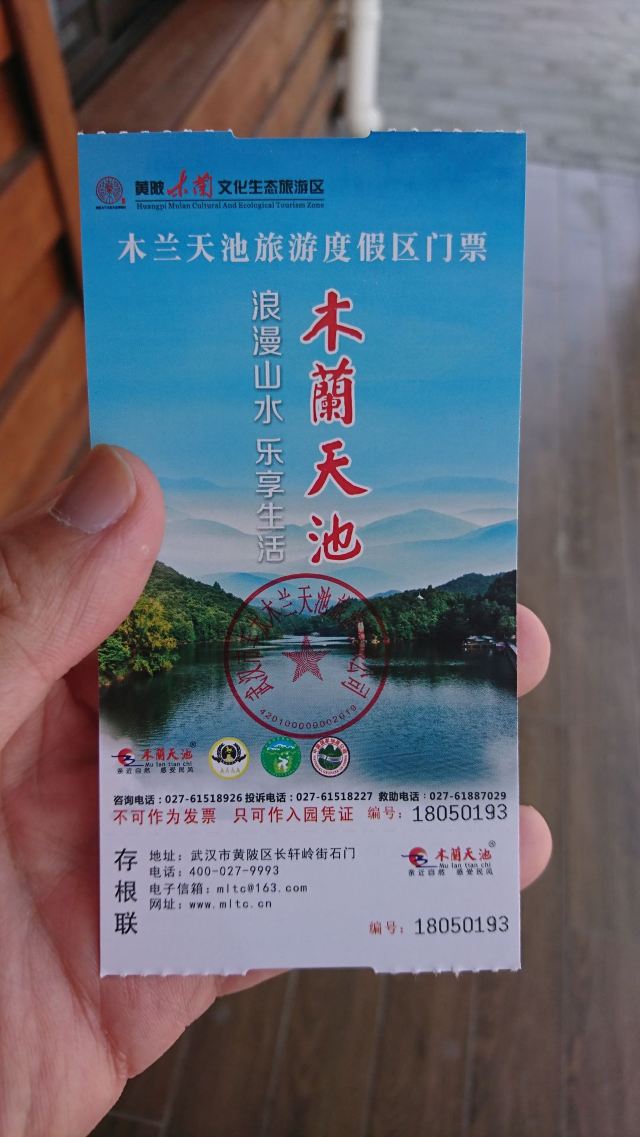 黄陂木蘭文化生态旅游区
Huangpi Mulan Cultural And Ecological Tourism Zone
木兰天池旅游度假区门票
木蘭天池
浪漫山水 乐享生活
木兰天池
420100009002619
木蘭天池
Mu lan tian chi
亲近自然 感受民风
AAAA
咨询电话：027-61518926 投诉电话：027-61518227 救助电话：027-61887029
不可作为发票 只可作入园凭证 编号：18050193
存根联
地址：武汉市黄陂区长轩岭街石门
电话：400-027-9993
电子信箱：mltc@163.com
网址：www.mltc.cn
木蘭天池
Mu lan tian chi
亲近自然 感受民风
编号：18050193